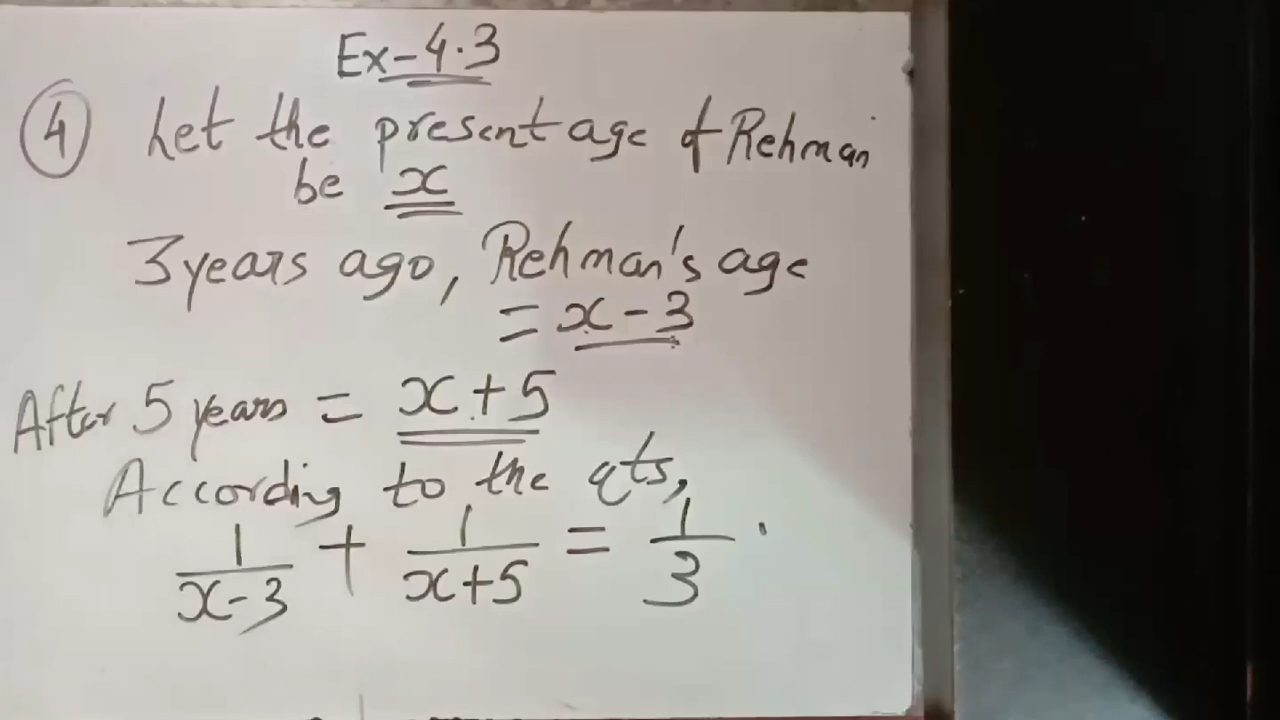 Ex-4.3
4 Let the present age of Rehman
be x
3 years ago, Rehman's age
= x - 3
After 5 years = x + 5
According to the qts,
1/(x-3) + 1/(x+5) = 1/3.